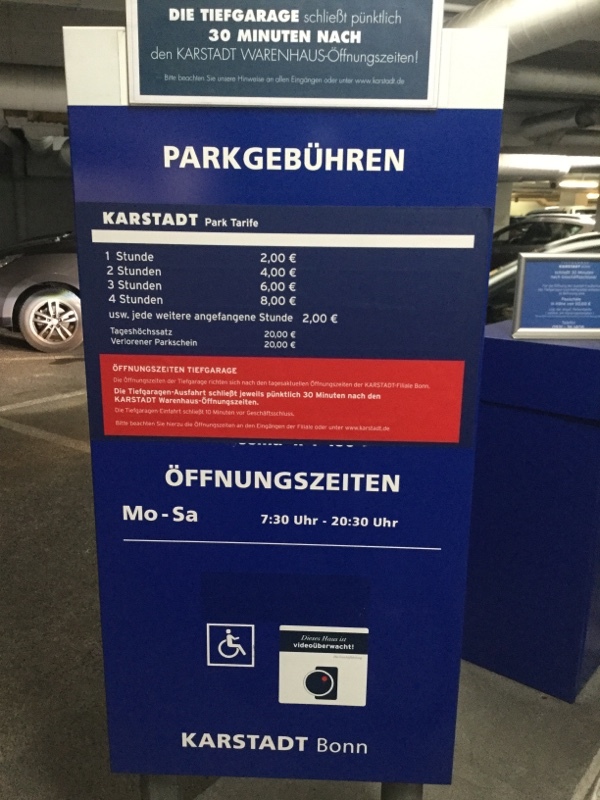 DIE TIEFGARAGE schließt pünktlich
30 MINUTEN NACH
den KARSTADT WARENHAUS-Öffnungszeiten!
Bitte beachten Sie unsere Hinweise an allen Eingängen oder unter www.karstadt.de
PARKGEBÜHREN
KARSTADT Park Tarife
1 Stunde 2,00 €
2 Stunden 4,00 €
3 Stunden 6,00 €
4 Stunden 8,00 €
usw. jede weitere angefangene Stunde 2,00 €
Tageshöchssatz 20,00 €
Verlorener Parkschein 20,00 €
ÖFFNUNGSZEITEN TIEFGARAGE
Die Öffnungszeiten der Tiefgarage richten sich nach den tagesaktuellen Öffnungszeiten der KARSTADT-Filiale Bonn.
Die Tiefgaragen-Ausfahrt schließt jeweils pünktlich 30 Minuten nach den
KARSTADT Warenhaus-Öffnungszeiten.
Die Tiefgaragen-Einfahrt schließt 10 Minuten vor Geschäftsschluss.
Bitte beachten Sie hierzu die Öffnungszeiten an den Eingängen der Filiale oder unter www.karstadt.de
ÖFFNUNGSZEITEN
Mo - Sa 7:30 Uhr - 20:30 Uhr
Dieses Haus ist
videoüberwacht!
KARSTADT Bonn